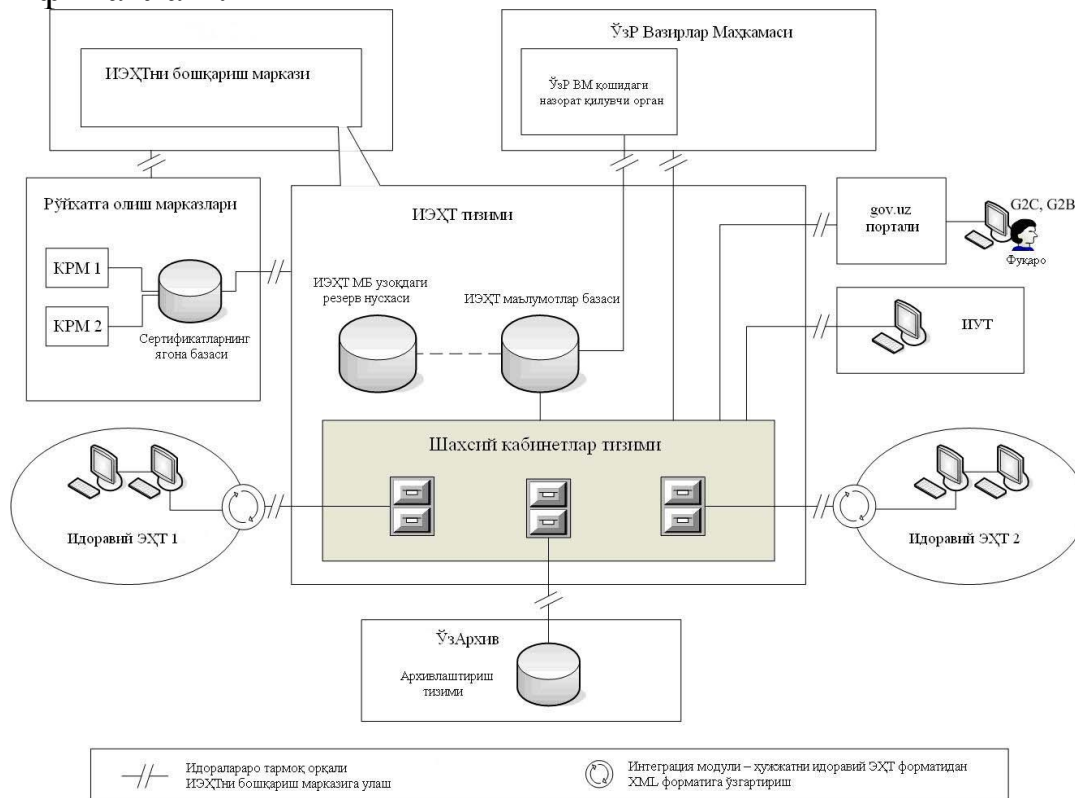 ЎзР Вазирлар Маҳкамаси
ИЭҲТни бошқариш маркази
ЎзР ВМ қошидаги
назорат қилувчи орган
Рўйхатга олиш марказлари
КРМ 1
КРМ 2
Сертификатларнинг
ягона базаси
ИЭҲТ тизими
ИЭҲТ МБ узоқдаги
резерв нусхаси
ИЭҲТ маълумотлар базаси
gov.uz
портали
G2C, G2B
Фуқаро
ПУТ
Шахсий кабинетлар тизими
Идоравий ЭҲТ 1
Идоравий ЭҲТ 2
ЎзАрхив
Архивлаштириш
тизими
Идоралараро тармоқ орқали
ИЭҲТни бошқариш марказига улаш
Интеграция модули – ҳужжатни идоравий ЭҲТ форматидан
XML форматига ўзгартириш